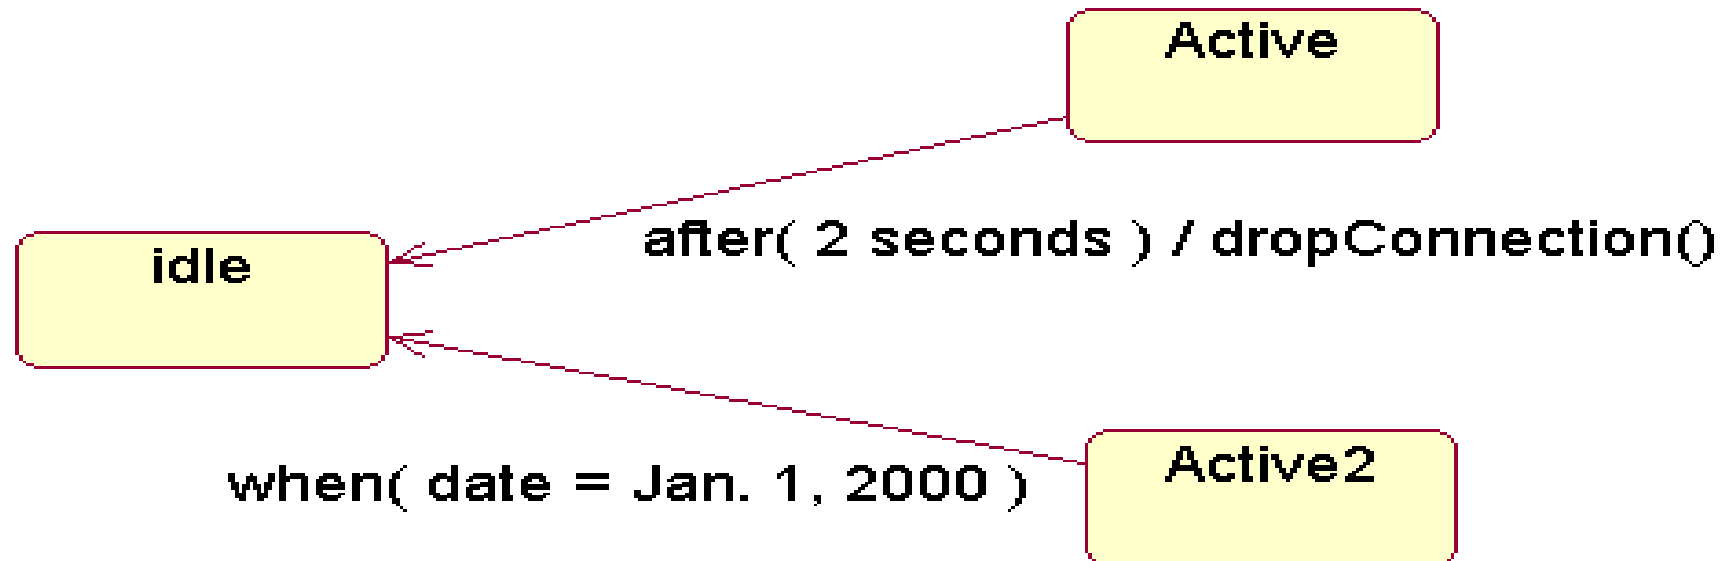 Active
after( 2 seconds ) / dropConnection()
idle
Active2
when( date = Jan. 1, 2000 )